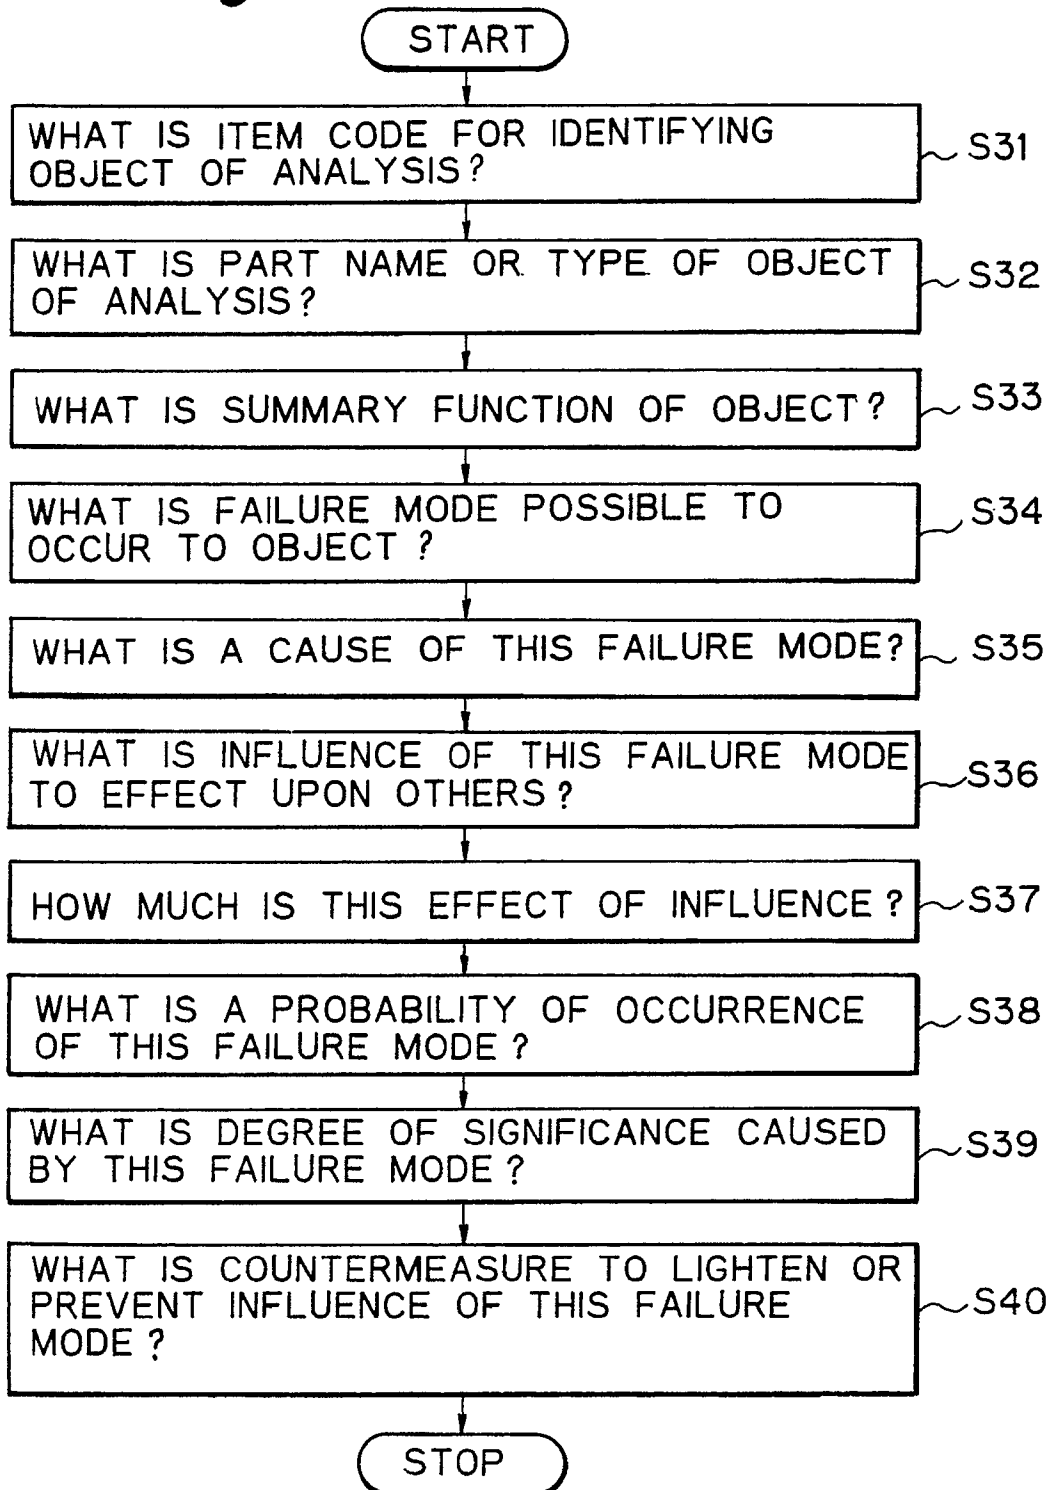 START
WHAT IS ITEM CODE FOR IDENTIFYING
OBJECT OF ANALYSIS?
S31
WHAT IS PART NAME OR TYPE OF OBJECT
OF ANALYSIS?
S32
WHAT IS SUMMARY FUNCTION OF OBJECT?
S33
WHAT IS FAILURE MODE POSSIBLE TO
OCCUR TO OBJECT ?
S34
WHAT IS A CAUSE OF THIS FAILURE MODE?
S35
WHAT IS INFLUENCE OF THIS FAILURE MODE
TO EFFECT UPON OTHERS ?
S36
HOW MUCH IS THIS EFFECT OF INFLUENCE ?
S37
WHAT IS A PROBABILITY OF OCCURRENCE
OF THIS FAILURE MODE ?
S38
WHAT IS DEGREE OF SIGNIFICANCE CAUSED
BY THIS FAILURE MODE ?
S39
WHAT IS COUNTERMEASURE TO LIGHTEN OR
PREVENT INFLUENCE OF THIS FAILURE
MODE ?
S40
STOP